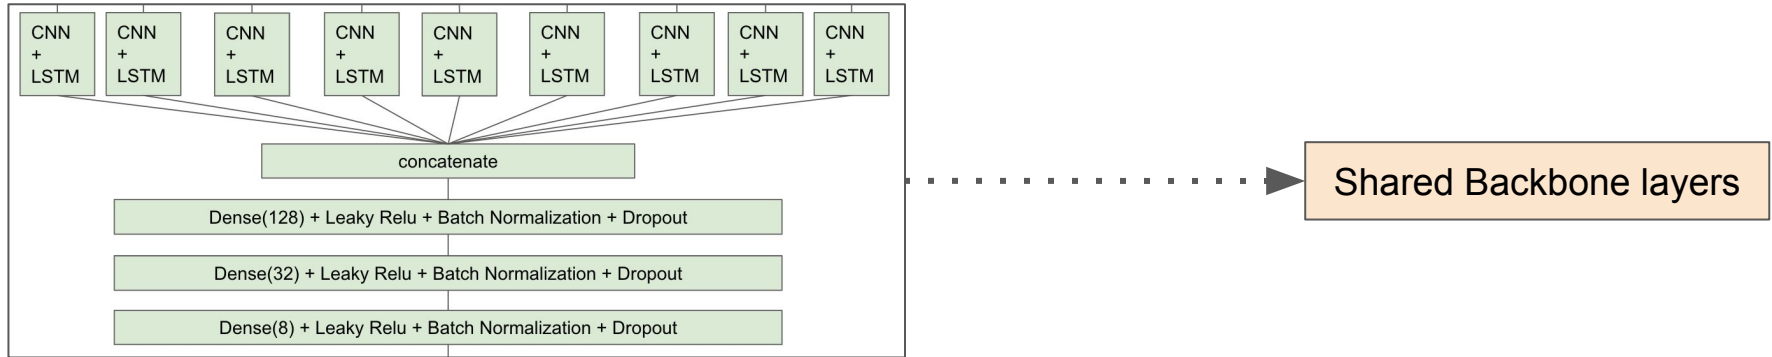 CNN
+
LSTM
CNN
+
LSTM
CNN
+
LSTM
CNN
+
LSTM
CNN
+
LSTM
CNN
+
LSTM
CNN
+
LSTM
CNN
+
LSTM
CNN
+
LSTM
concatenate
Dense(128) + Leaky Relu + Batch Normalization + Dropout
Dense(32) + Leaky Relu + Batch Normalization + Dropout
Dense(8) + Leaky Relu + Batch Normalization + Dropout
Shared Backbone layers